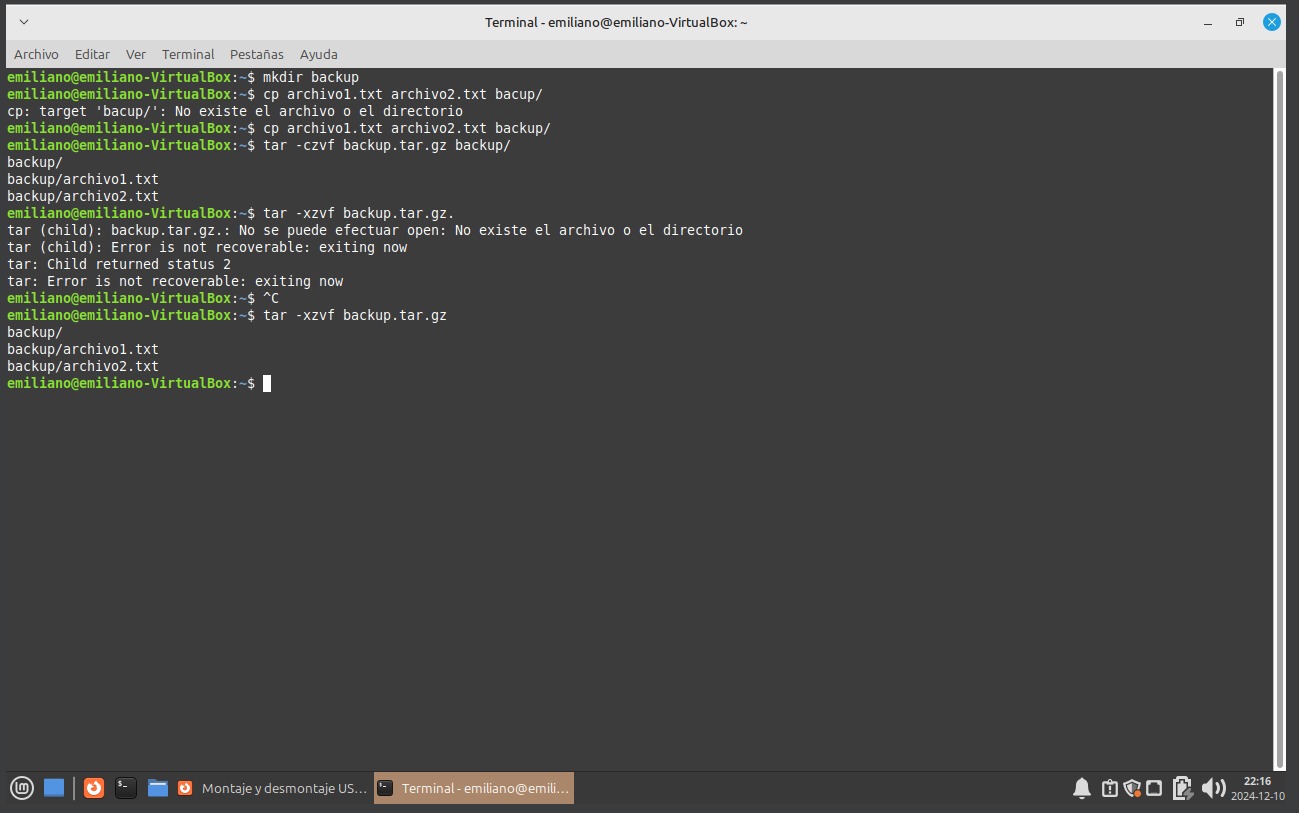 Terminal - emiliano@emiliano-VirtualBox: ~
Archivo Editar Ver Terminal Pestañas Ayuda
emiliano@emiliano-VirtualBox:~$ mkdir backup
emiliano@emiliano-VirtualBox:~$ cp archivo1.txt archivo2.txt bacup/
cp: target 'bacup/': No existe el archivo o el directorio
emiliano@emiliano-VirtualBox:~$ cp archivo1.txt archivo2.txt backup/
emiliano@emiliano-VirtualBox:~$ tar -czvf backup.tar.gz backup/
backup/
backup/archivo1.txt
backup/archivo2.txt
emiliano@emiliano-VirtualBox:~$ tar -xzvf backup.tar.gz.
tar (child): backup.tar.gz.: No se puede efectuar open: No existe el archivo o el directorio
tar (child): Error is not recoverable: exiting now
tar: Child returned status 2
tar: Error is not recoverable: exiting now
emiliano@emiliano-VirtualBox:~$ ^C
emiliano@emiliano-VirtualBox:~$ tar -xzvf backup.tar.gz
backup/
backup/archivo1.txt
backup/archivo2.txt
emiliano@emiliano-VirtualBox:~$
Montaje y desmontaje US... Terminal - emiliano@emili...
22:16
2024-12-10